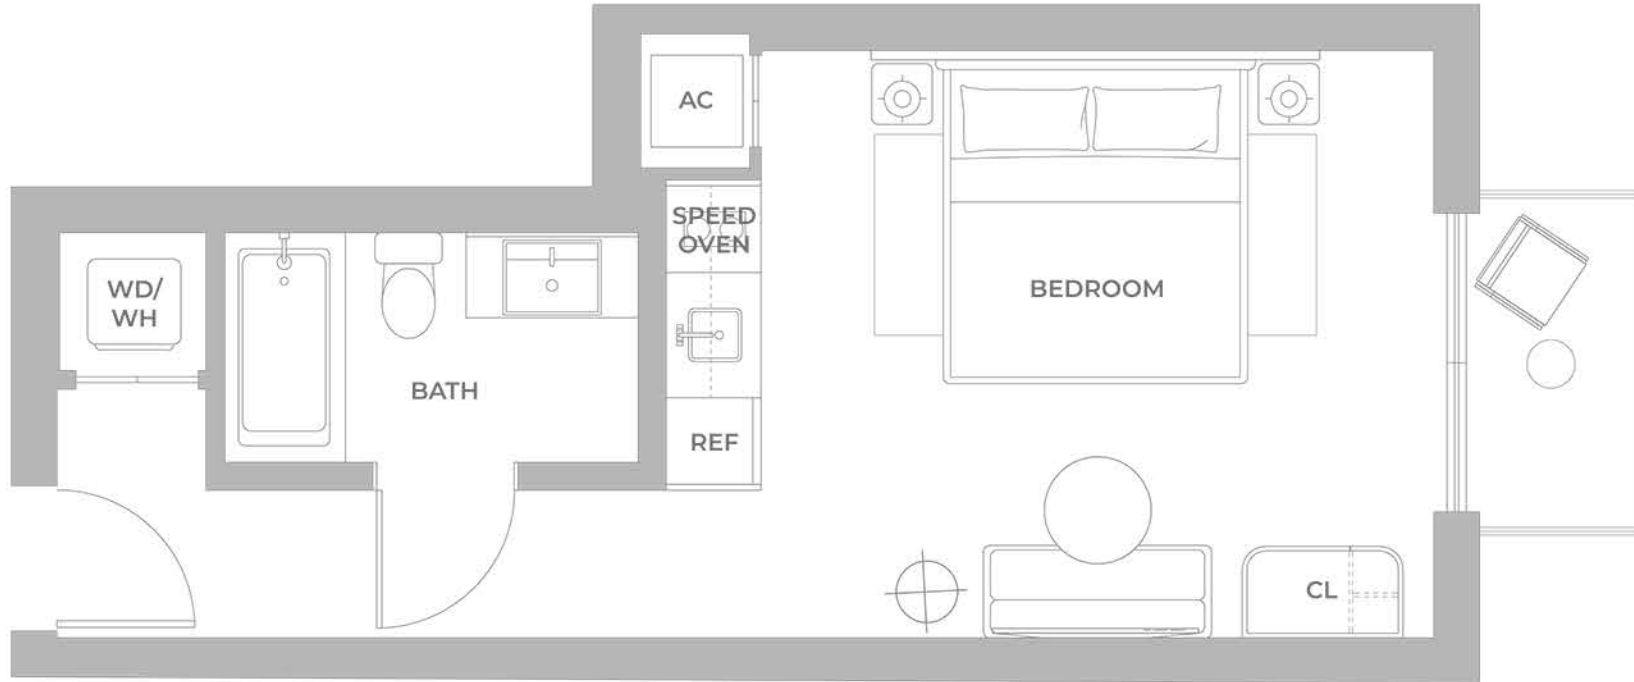 AC
SPEED
OVEN
WD/
WH
BEDROOM
BATH
REF
CL